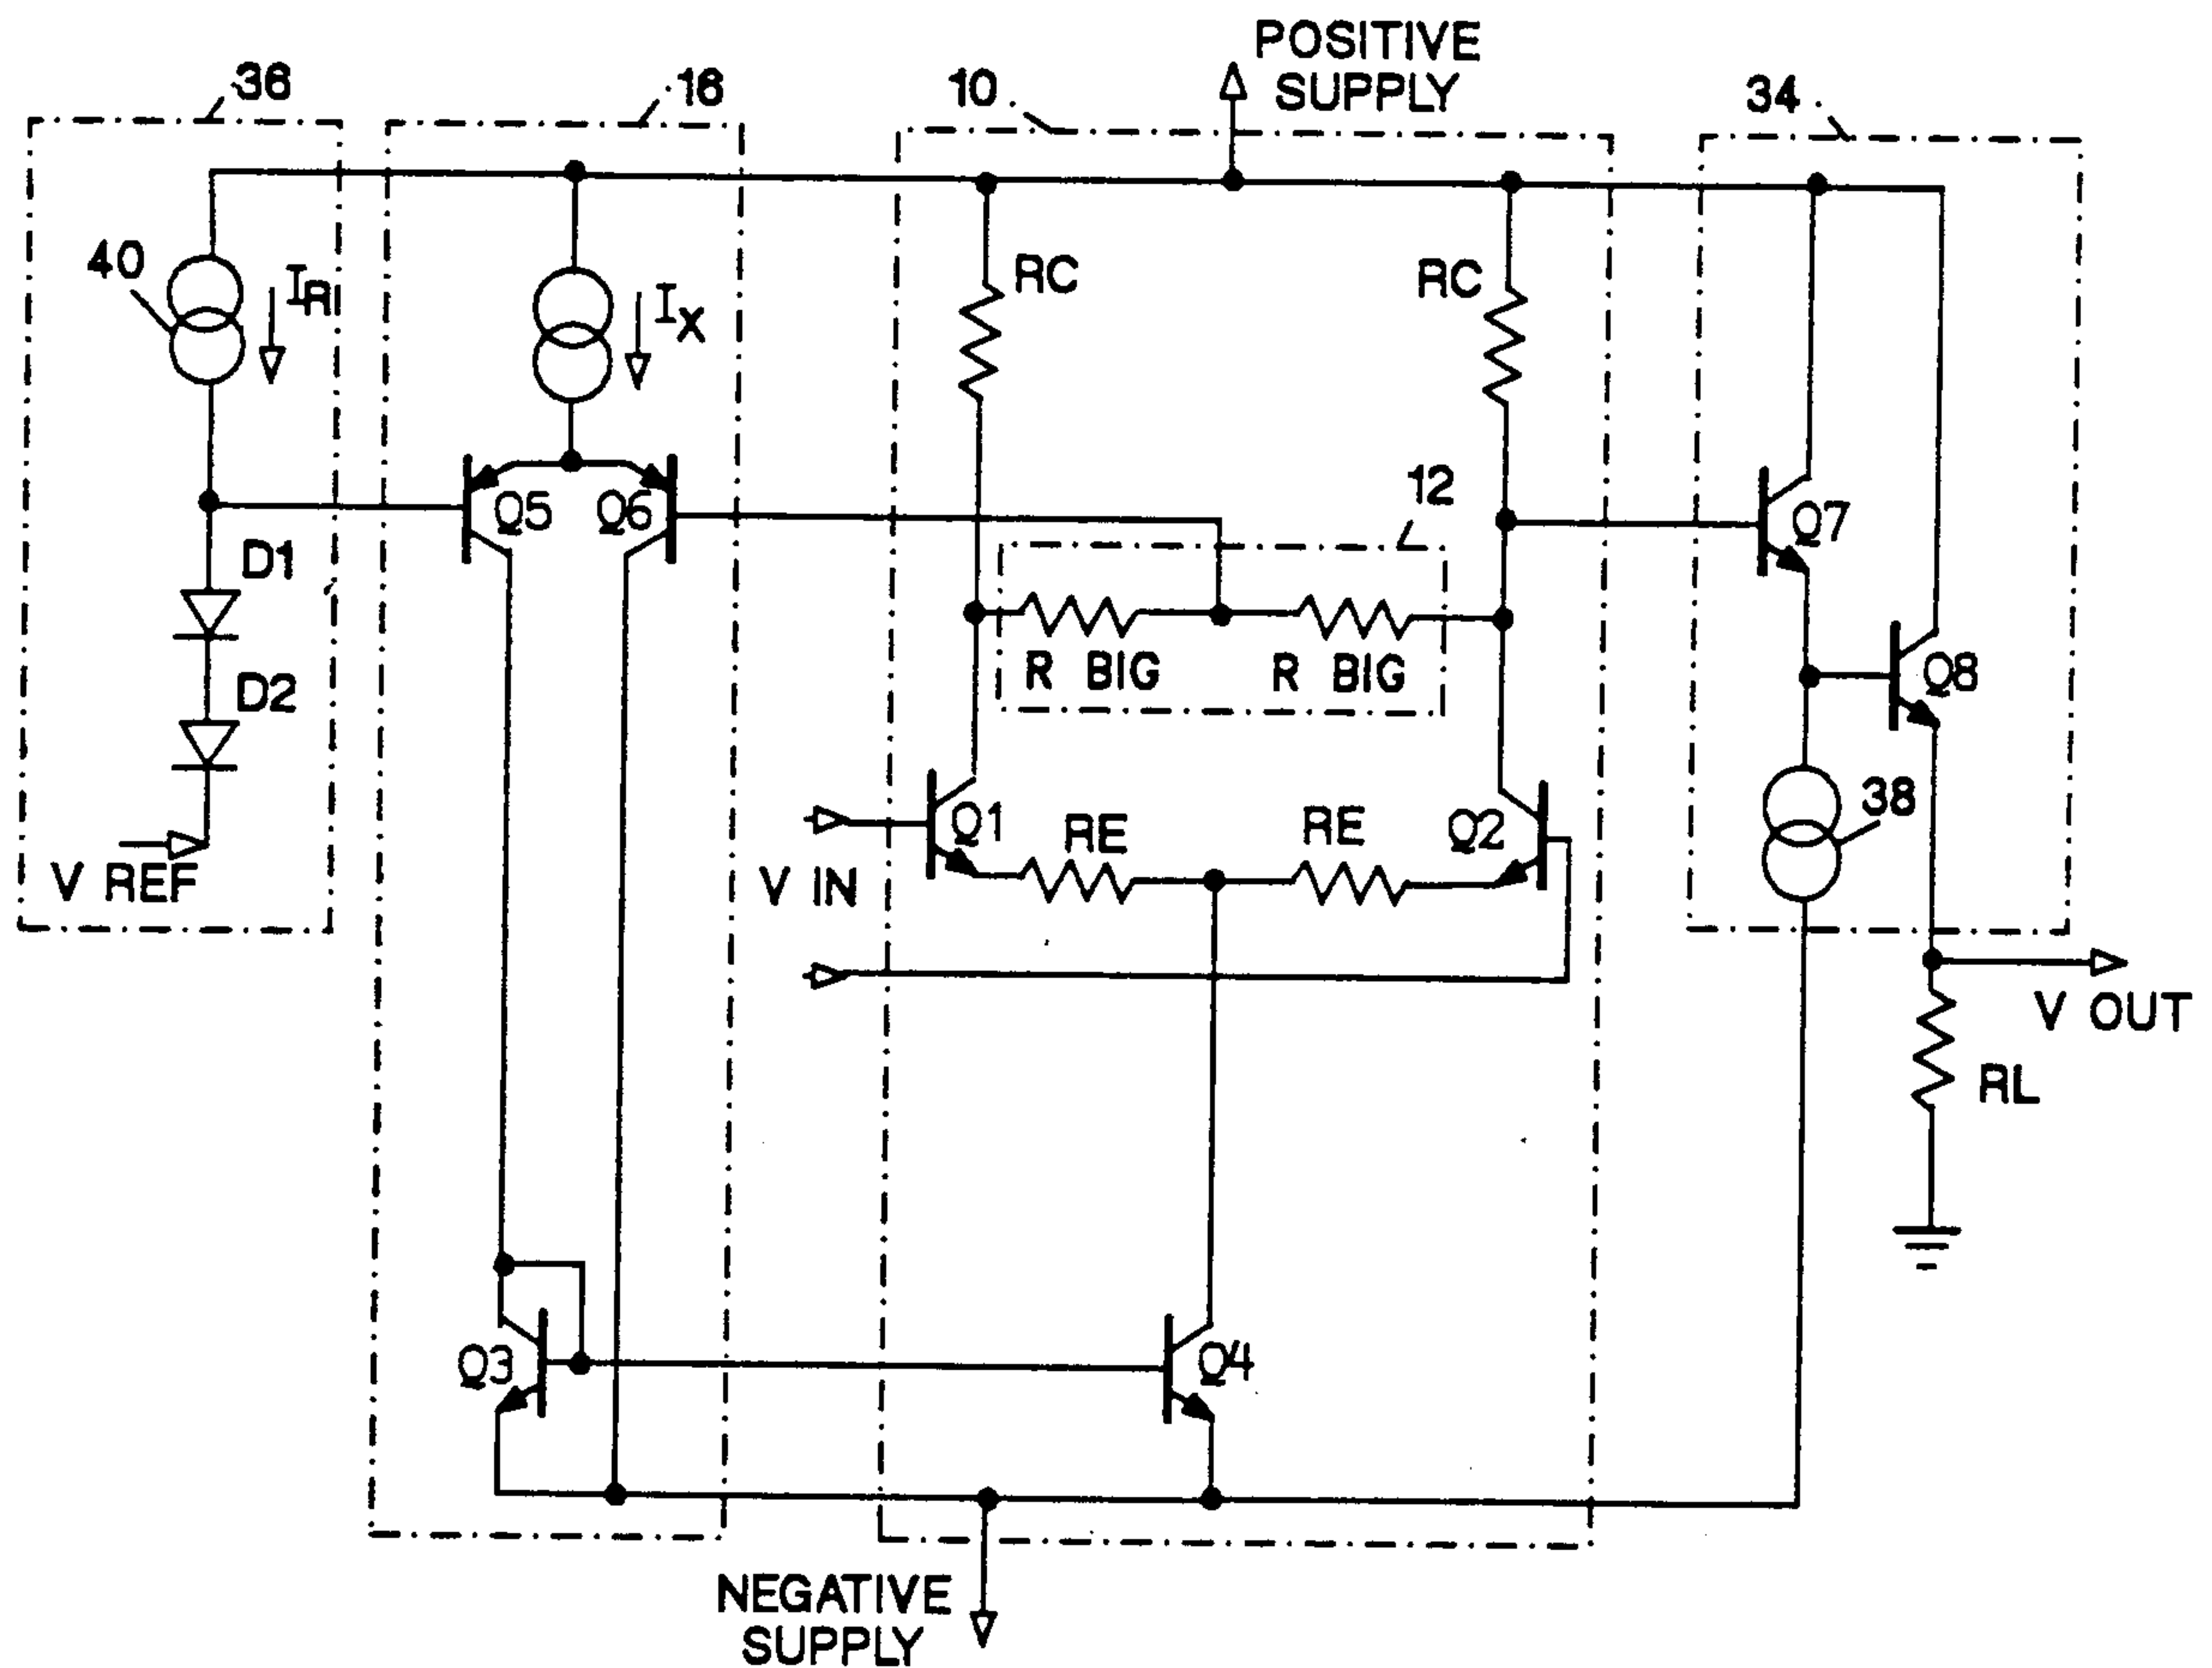 POSITIVE
SUPPLY
36
16
10
34
40
IR
IX
RC
RC
12
Q5
Q6
Q7
D1
D2
R BIG
R BIG
Q8
V REF
V IN
Q1
RE
RE
Q2
38
V OUT
RL
Q3
Q4
NEGATIVE
SUPPLY